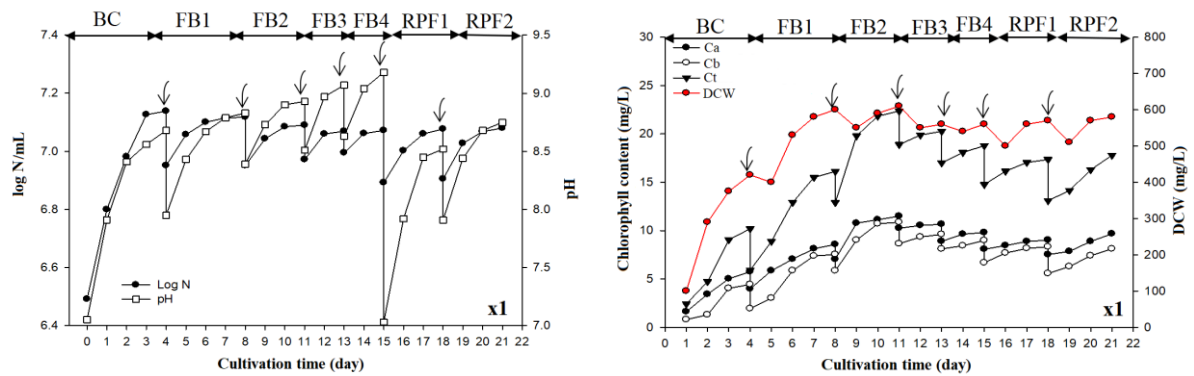 BC FB1 FB2 FB3 FB4 RPF1 RPF2
7.4 9.5
7.2 9.0
7.0 8.5
6.8 8.0
6.6 7.5
6.4 7.0
log N/mL
pH
Log N
pH
x1
0 1 2 3 4 5 6 7 8 9 10 11 12 13 14 15 16 17 18 19 20 21 22
Cultivation time (day)
BC FB1 FB2 FB3 FB4 RPF1 RPF2
30 800
25 700
20 600
15 500
10 400
5 300
0 200
100
0
Chlorophyll content (mg/L)
DCW (mg/L)
Ca
Cb
Ct
DCW
x1
0 1 2 3 4 5 6 7 8 9 10 11 12 13 14 15 16 17 18 19 20 21 22
Cultivation time (day)